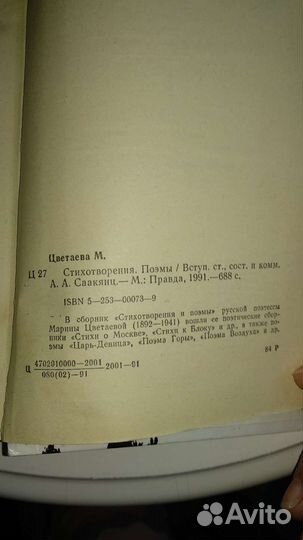 Цветаева М.
Ц 27 Стихотворения. Поэмы / Вступ. ст., сост. и комм.
А. А. Саакянц.— М.: Правда, 1991.—688 с.
ISBN 5—253—00073—9
В сборник «Стихотворения и поэмы» русской поэтессы
Марины Цветаевой (1892—1941) вошли ее поэтические сбор-
ники «Стихи о Москве», «Стихи к Блоку» и др., а также по-
эмы «Царь-Девица», «Поэма Горы», «Поэма Воздуха» и др.
84 Р
4702010000—2001
Ц 2001—91
080(02)—91
Avito